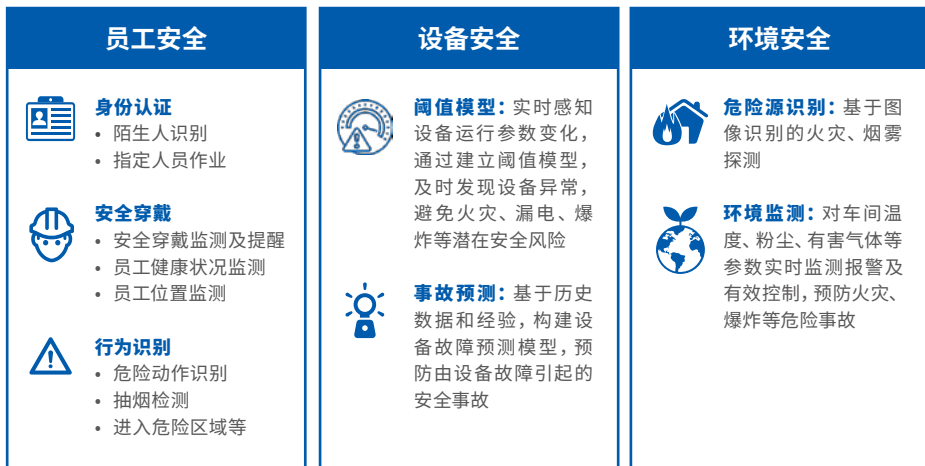 员工安全
身份认证
• 陌生人识别
• 指定人员作业
安全穿戴
• 安全穿戴监测及提醒
• 员工健康状况监测
• 员工位置监测
行为识别
• 危险动作识别
• 抽烟检测
• 进入危险区域等
设备安全
阈值模型：实时感知
设备运行参数变化，
通过建立阈值模型，
及时发现设备异常，
避免火灾、漏电、爆
炸等潜在安全风险
事故预测：基于历史
数据和经验，构建设
备故障预测模型，预
防由设备故障引起的
安全事故
环境安全
危险源识别：基于图
像识别的火灾、烟雾
探测
环境监测：对车间温
度、粉尘、有害气体等
参数实时监测报警及
有效控制，预防火灾、
爆炸等危险事故